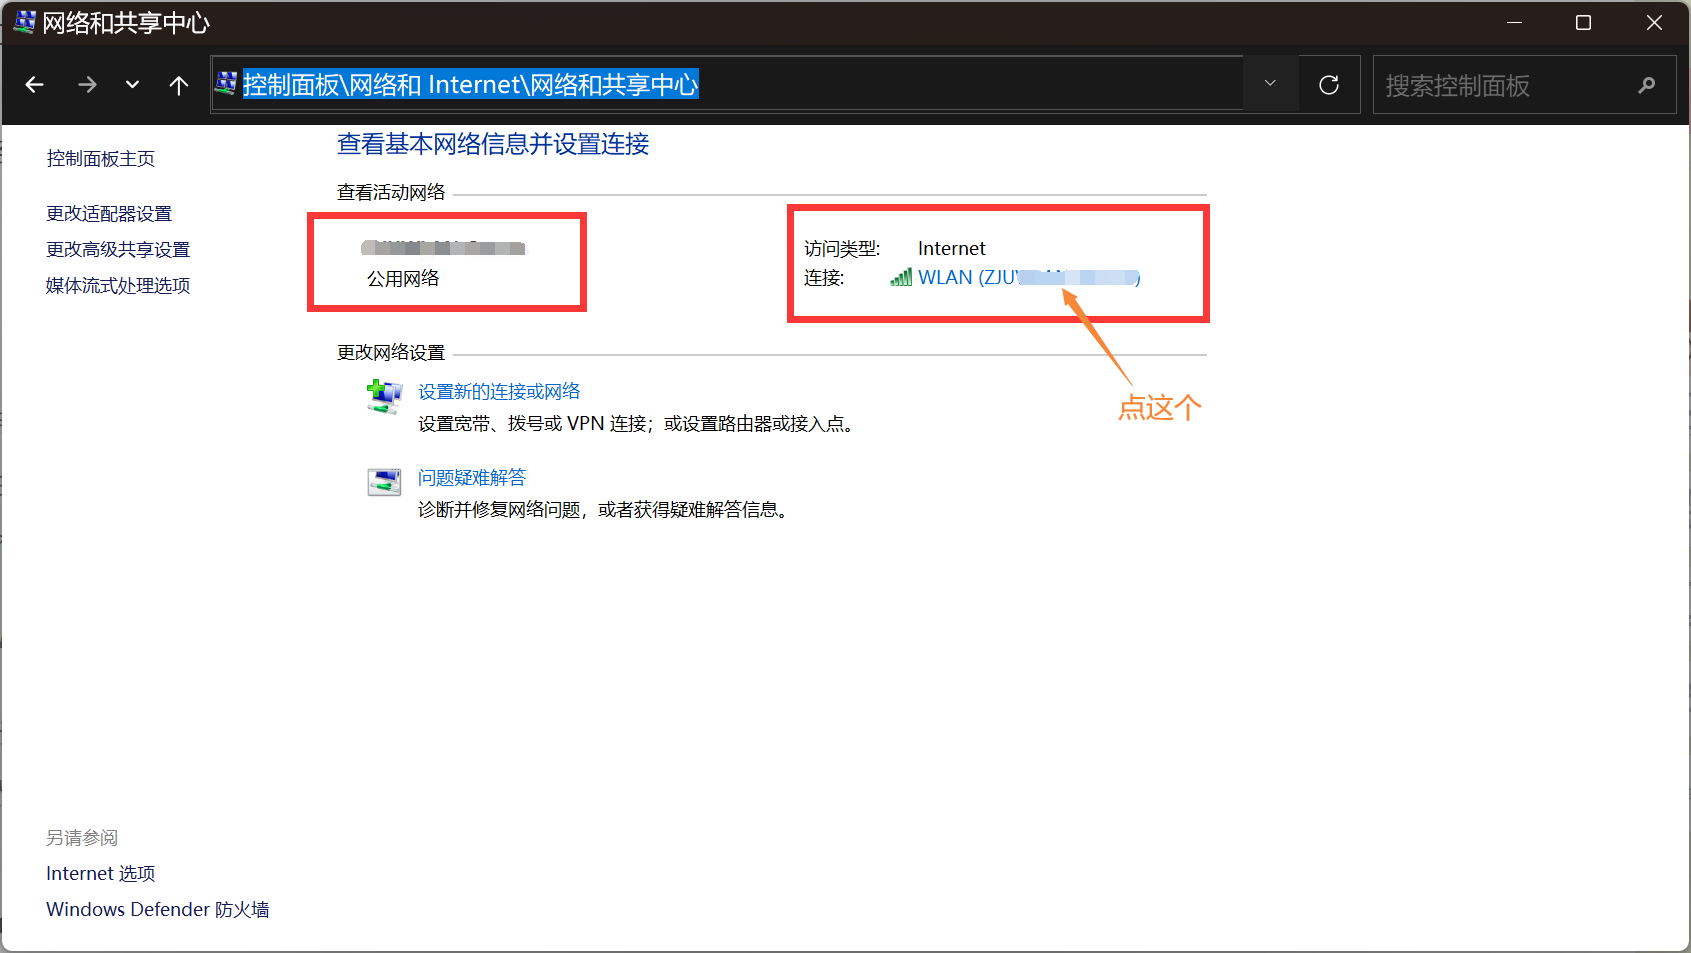 网络和共享中心
控制面板\网络和 Internet\网络和共享中心
搜索控制面板
控制面板主页
更改适配器设置
更改高级共享设置
媒体流式处理选项
查看基本网络信息并设置连接
查看活动网络
公用网络
访问类型: Internet
连接: WLAN (ZJU
点这个
更改网络设置
设置新的连接或网络
设置宽带、拨号或 VPN 连接；或设置路由器或接入点。
问题疑难解答
诊断并修复网络问题，或者获得疑难解答信息。
另请参阅
Internet 选项
Windows Defender 防火墙